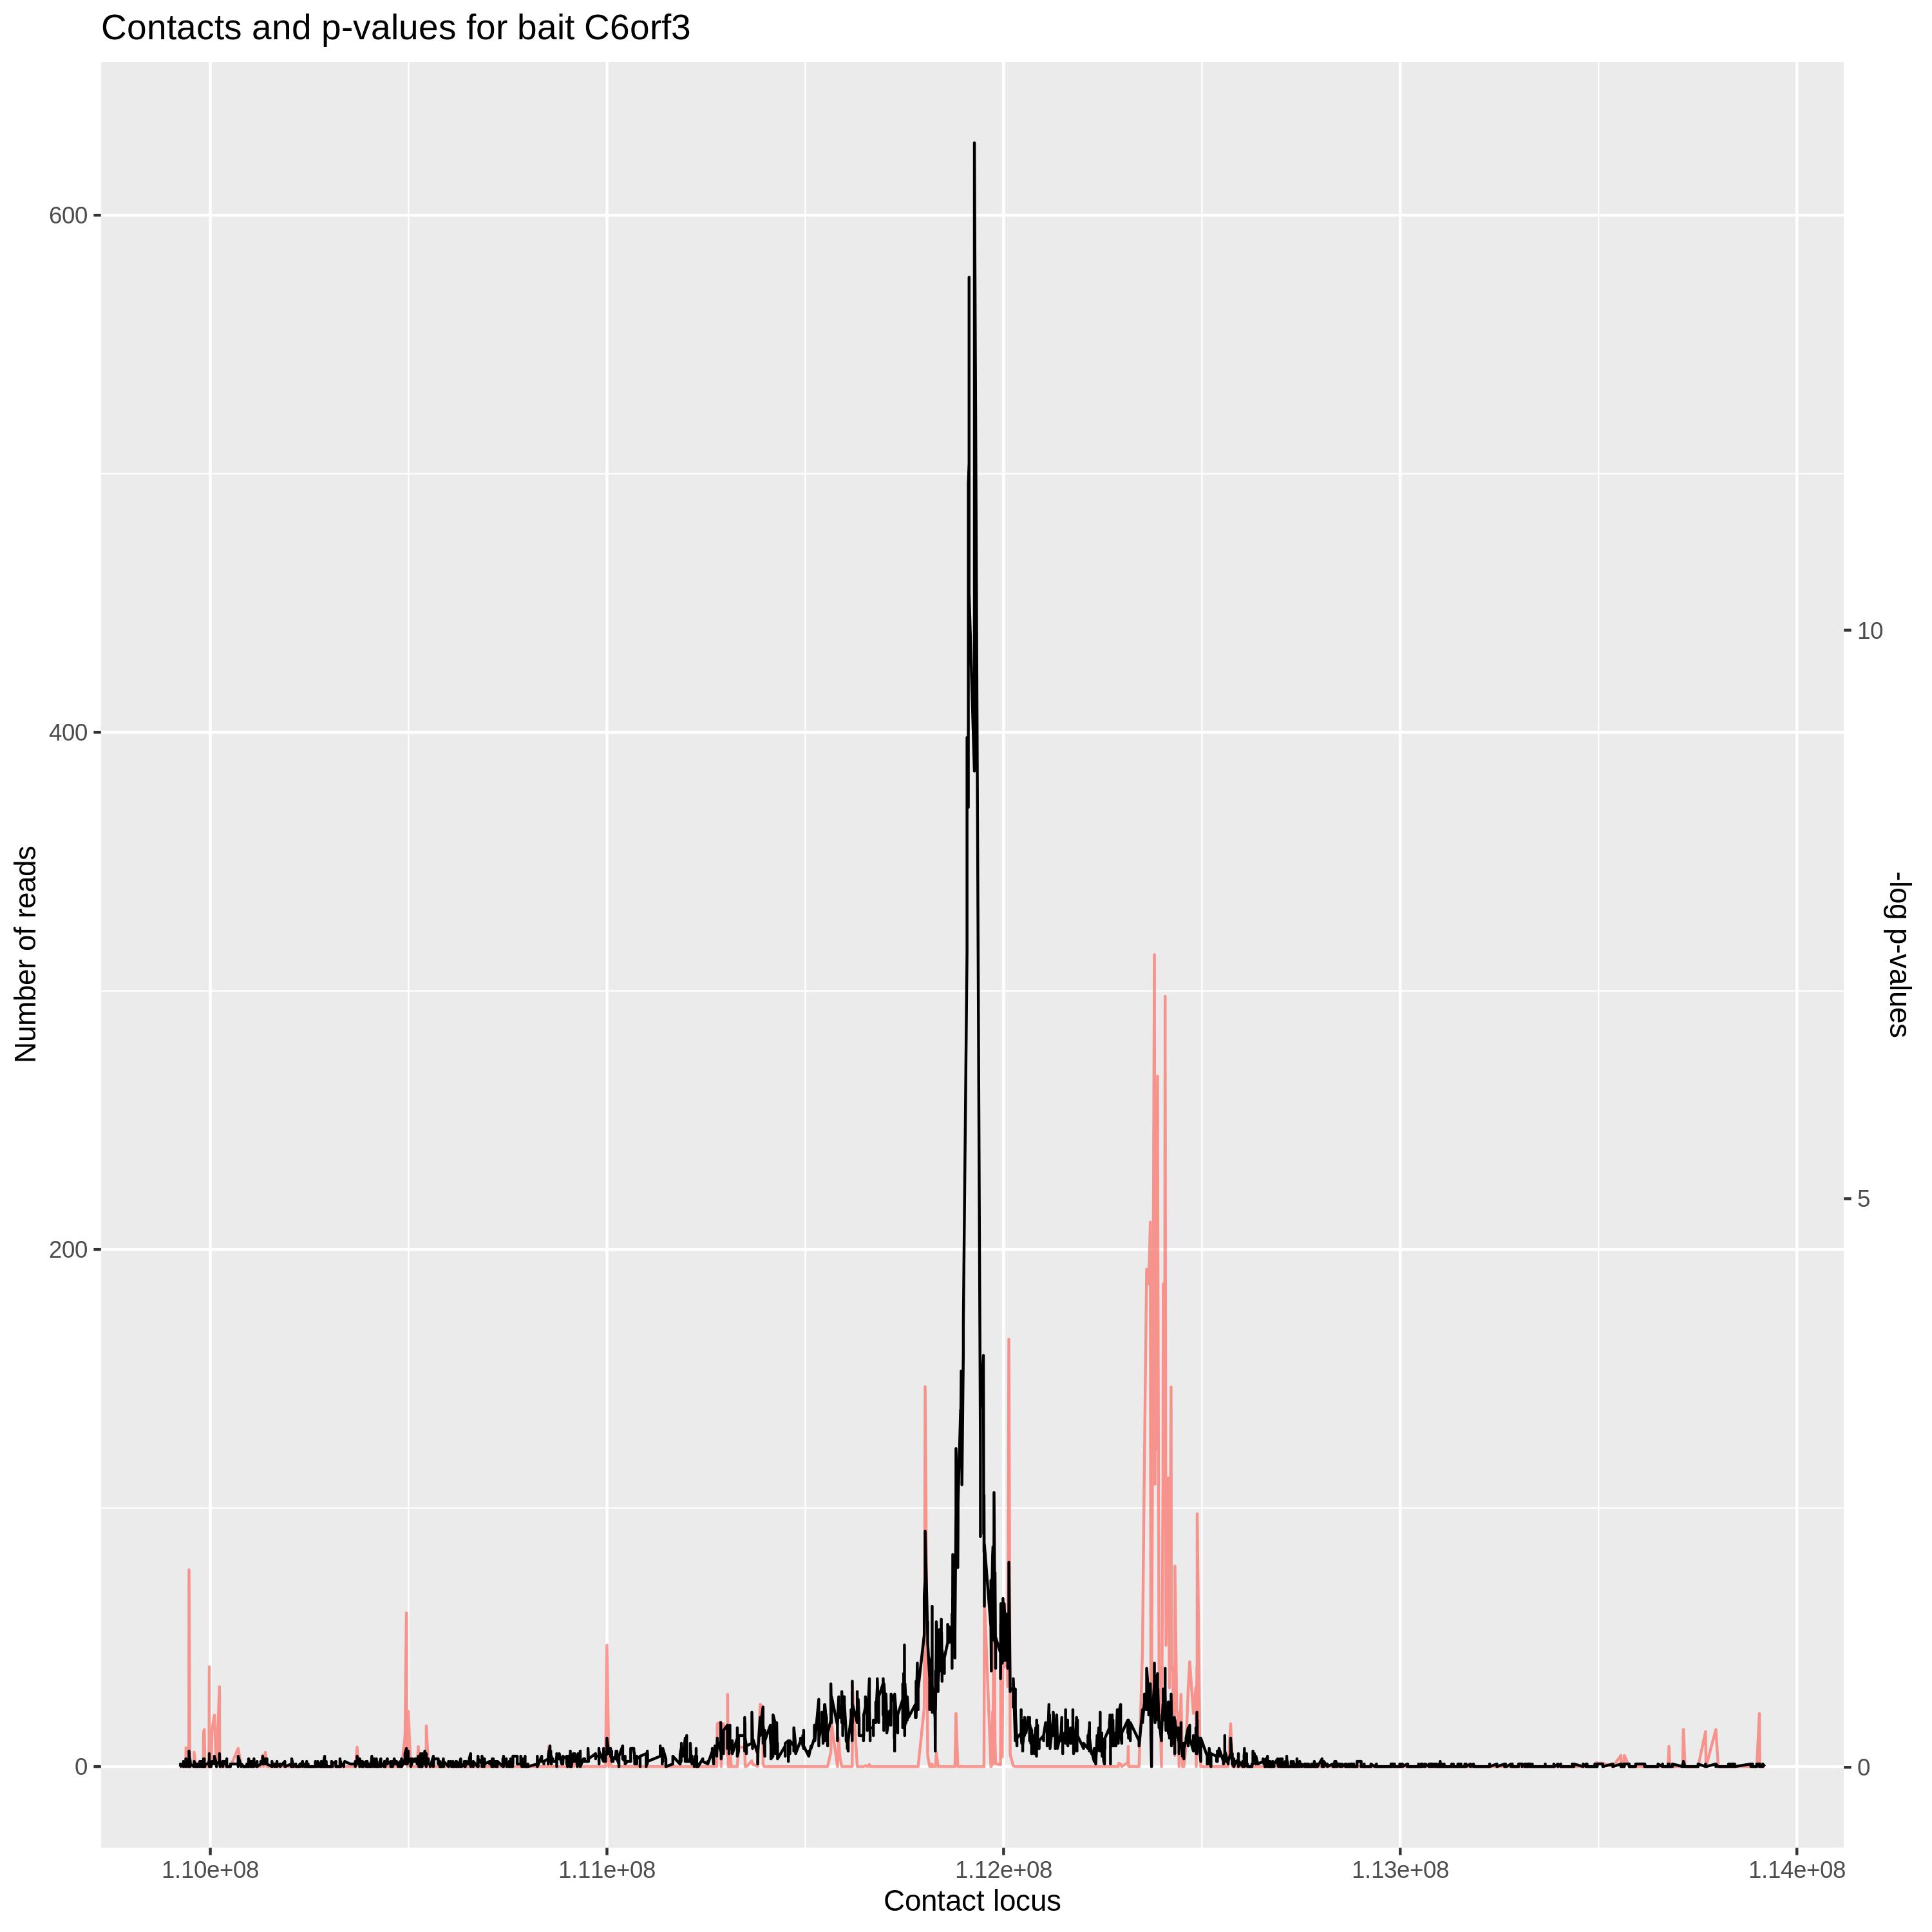 Contacts and p-values for bait C6orf3
600
400
200
0
Number of reads
10
5
0
-log p-values
1.10e+08
1.11e+08
1.12e+08
1.13e+08
1.14e+08
Contact locus